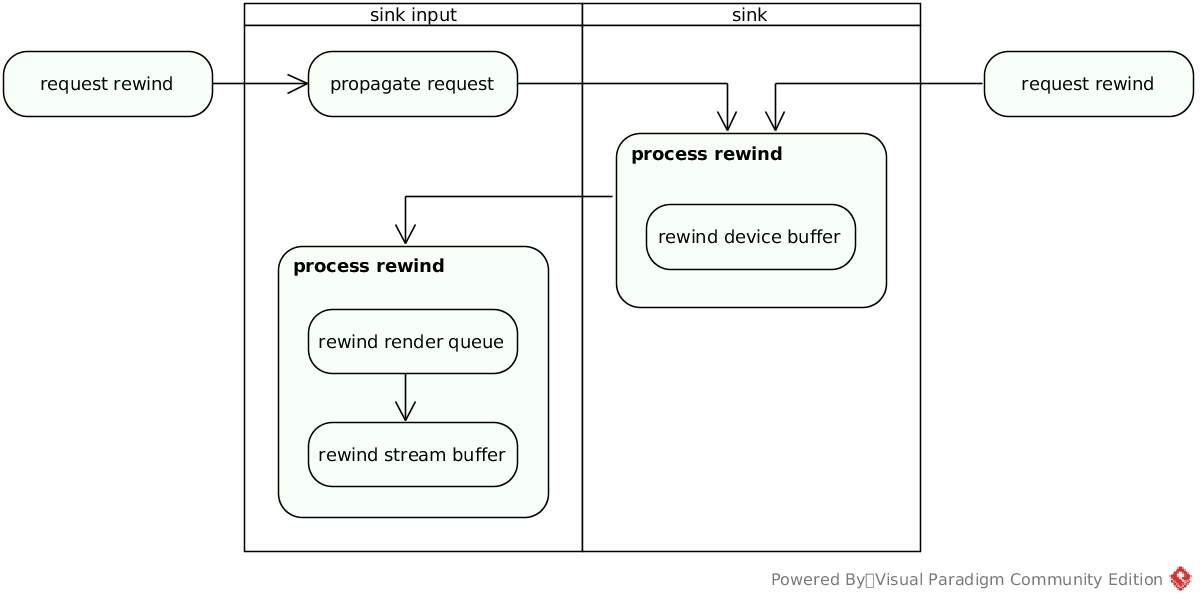 sink input
sink
request rewind
propagate request
request rewind
process rewind
rewind device buffer
process rewind
rewind render queue
rewind stream buffer
Powered By▯Visual Paradigm Community Edition